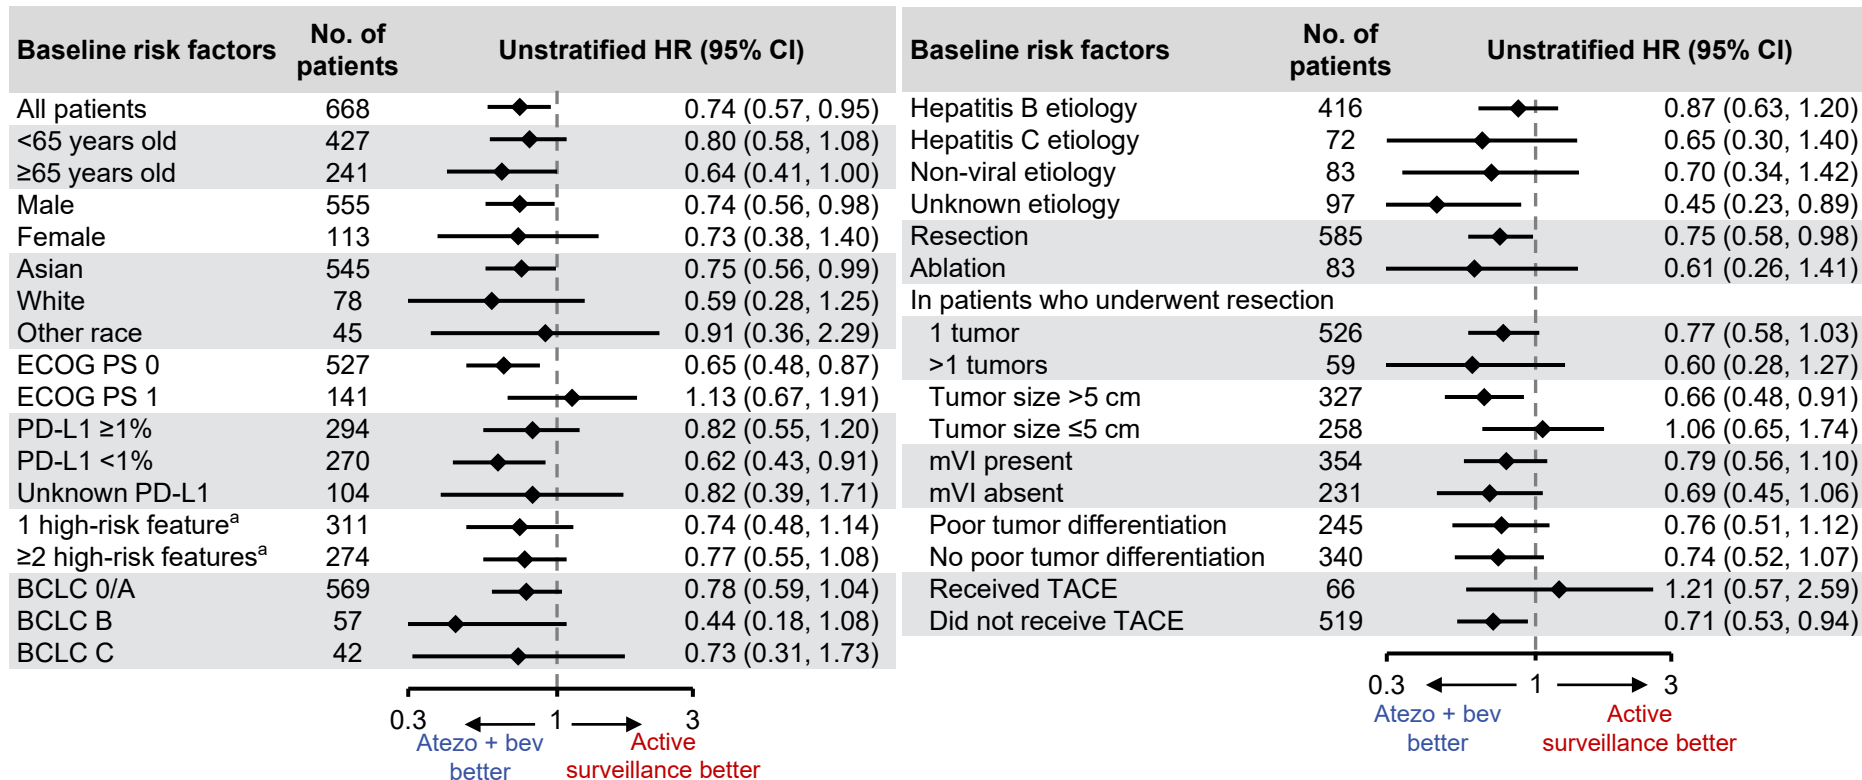 Baseline risk factors No. of patients Unstratified HR (95% CI)
All patients 668 0.74 (0.57, 0.95)
<65 years old 427 0.80 (0.58, 1.08)
≥65 years old 241 0.64 (0.41, 1.00)
Male 555 0.74 (0.56, 0.98)
Female 113 0.73 (0.38, 1.40)
Asian 545 0.75 (0.56, 0.99)
White 78 0.59 (0.28, 1.25)
Other race 45 0.91 (0.36, 2.29)
ECOG PS 0 527 0.65 (0.48, 0.87)
ECOG PS 1 141 1.13 (0.67, 1.91)
PD-L1 ≥1% 294 0.82 (0.55, 1.20)
PD-L1 <1% 270 0.62 (0.43, 0.91)
Unknown PD-L1 104 0.82 (0.39, 1.71)
1 high-risk featureᵃ 311 0.74 (0.48, 1.14)
≥2 high-risk featuresᵃ 274 0.77 (0.55, 1.08)
BCLC 0/A 569 0.78 (0.59, 1.04)
BCLC B 57 0.44 (0.18, 1.08)
BCLC C 42 0.73 (0.31, 1.73)
0.3 1 3
Atezo + bev Active
better surveillance better
Baseline risk factors No. of patients Unstratified HR (95% CI)
Hepatitis B etiology 416 0.87 (0.63, 1.20)
Hepatitis C etiology 72 0.65 (0.30, 1.40)
Non-viral etiology 83 0.70 (0.34, 1.42)
Unknown etiology 97 0.45 (0.23, 0.89)
Resection 585 0.75 (0.58, 0.98)
Ablation 83 0.61 (0.26, 1.41)
In patients who underwent resection
1 tumor 526 0.77 (0.58, 1.03)
>1 tumors 59 0.60 (0.28, 1.27)
Tumor size >5 cm 327 0.66 (0.48, 0.91)
Tumor size ≤5 cm 258 1.06 (0.65, 1.74)
mVI present 354 0.79 (0.56, 1.10)
mVI absent 231 0.69 (0.45, 1.06)
Poor tumor differentiation 245 0.76 (0.51, 1.12)
No poor tumor differentiation 340 0.74 (0.52, 1.07)
Received TACE 66 1.21 (0.57, 2.59)
Did not receive TACE 519 0.71 (0.53, 0.94)
0.3 1 3
Atezo + bev Active
better surveillance better